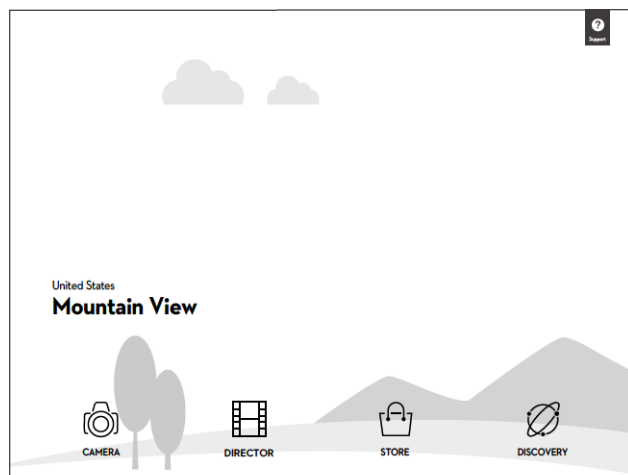 ?
Support
United States
Mountain View
CAMERA
DIRECTOR
STORE
DISCOVERY